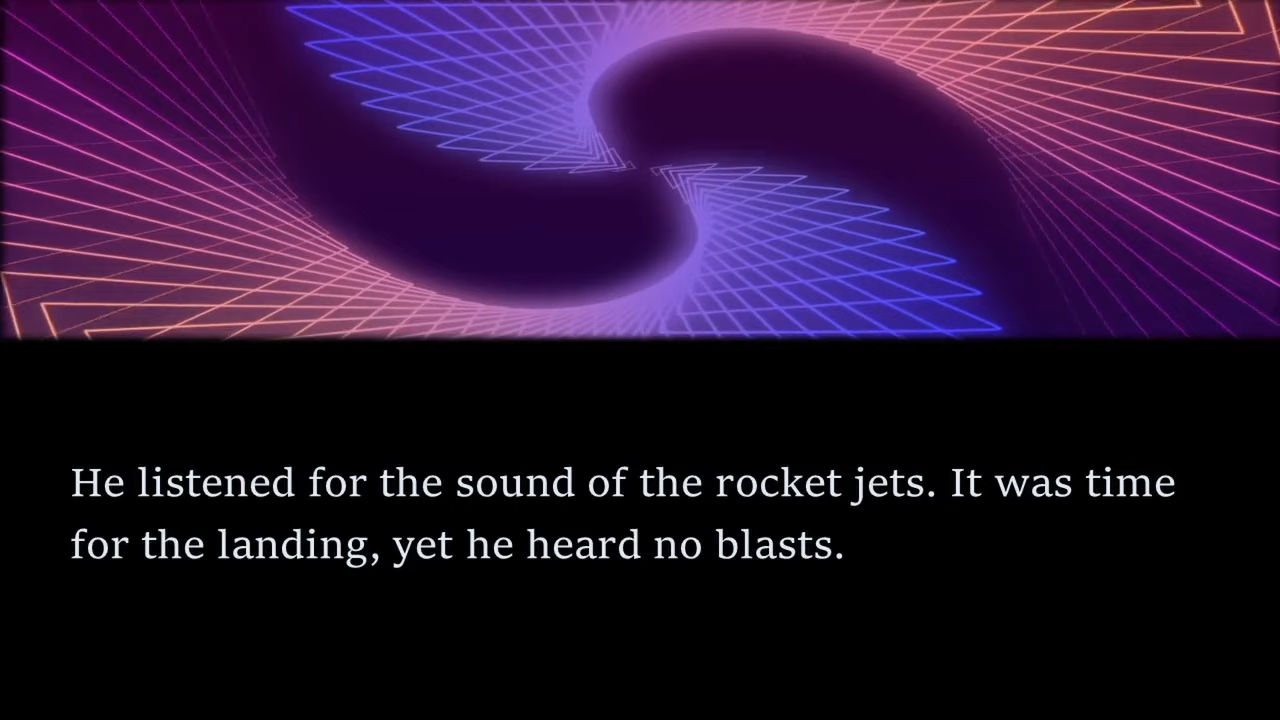 He listened for the sound of the rocket jets. It was time
for the landing, yet he heard no blasts.